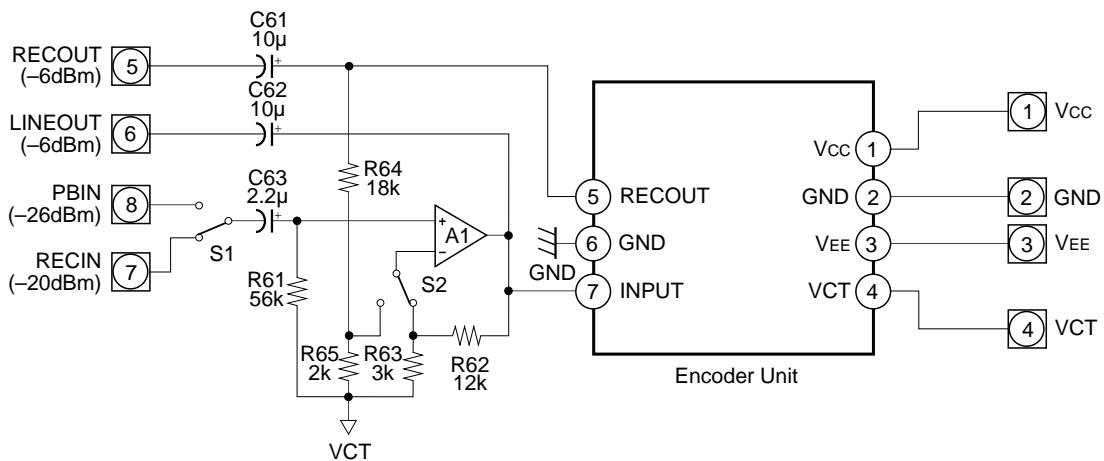 RECOUT
(–6dBm)
5
C61
10µ
+
LINEOUT
(–6dBm)
6
C62
10µ
+
PBIN
(–26dBm)
8
RECIN
(–20dBm)
7
S1
C63
2.2µ
+
R64
18k
R61
56k
+
–
A1
S2
R65
2k
R63
3k
R62
12k
VCT
5 RECOUT
6 GND
GND
7 INPUT
VCC 1
GND 2
VEE 3
VCT 4
Encoder Unit
1 VCC
2 GND
3 VEE
4 VCT